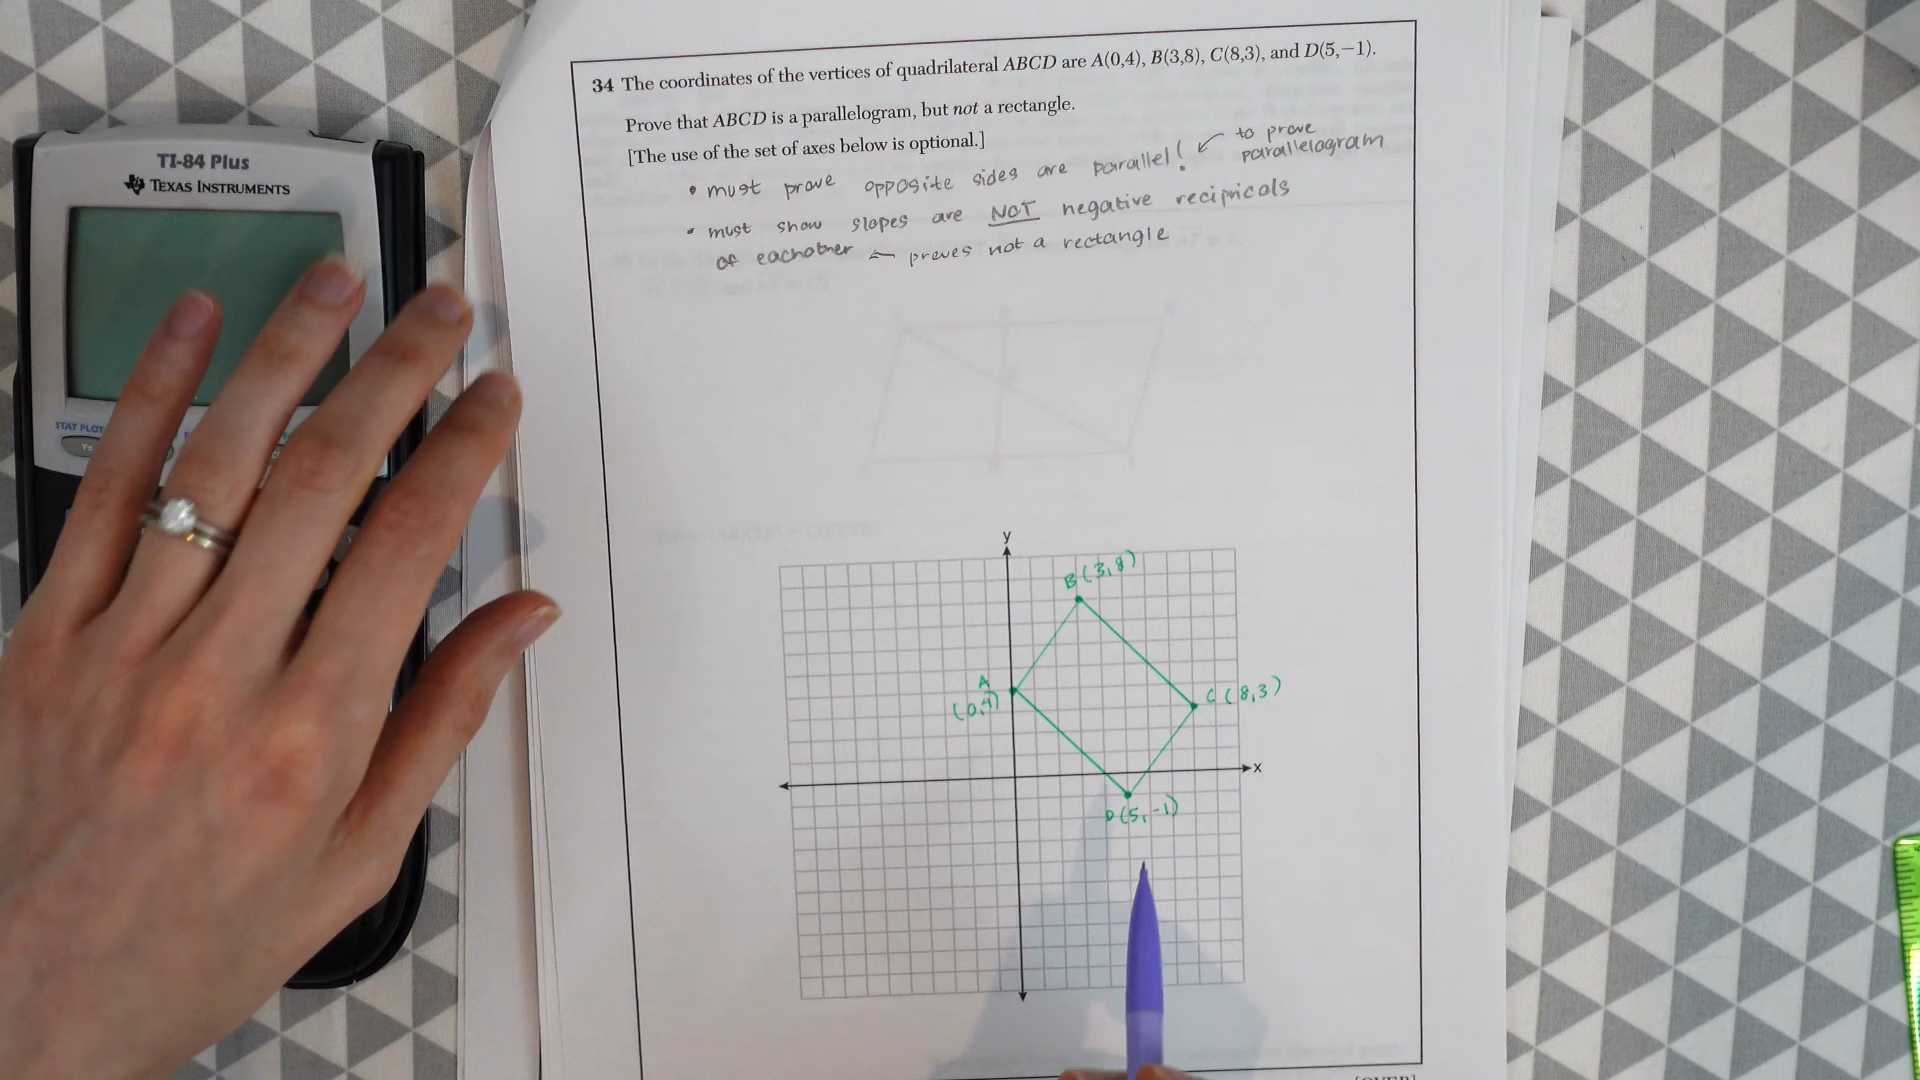 34 The coordinates of the vertices of quadrilateral ABCD are A(0,4), B(3,8), C(8,3), and D(5,−1).
Prove that ABCD is a parallelogram, but not a rectangle.
[The use of the set of axes below is optional.]
• must prove opposite sides are parallel! ← to prove
parallelogram
• must show slopes are NOT negative recipricals
of eachother ← proves not a rectangle
TI-84 Plus
TEXAS INSTRUMENTS
STAT PLOT
Y=
y
B(3,8)
A
(0,4)
C(8,3)
x
D(5,-1)